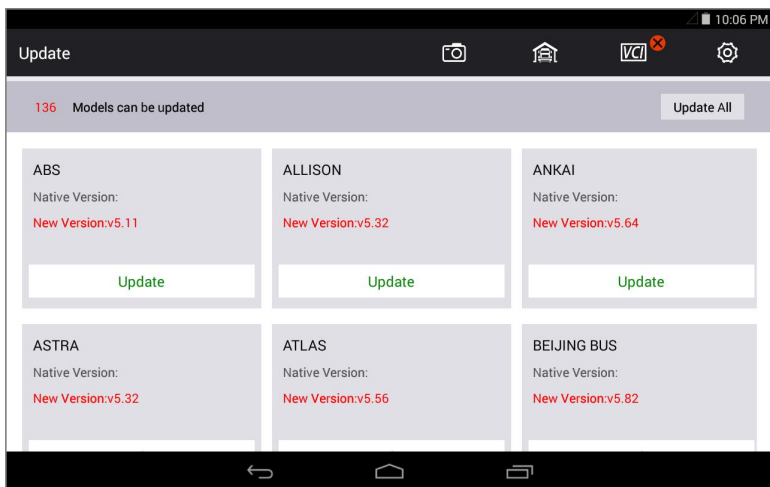 10:06 PM
Update
VCI
136 Models can be updated
Update All
ABS
Native Version:
New Version:v5.11
Update
ALLISON
Native Version:
New Version:v5.32
Update
ANKAI
Native Version:
New Version:v5.64
Update
ASTRA
Native Version:
New Version:v5.32
ATLAS
Native Version:
New Version:v5.56
BEIJING BUS
Native Version:
New Version:v5.82